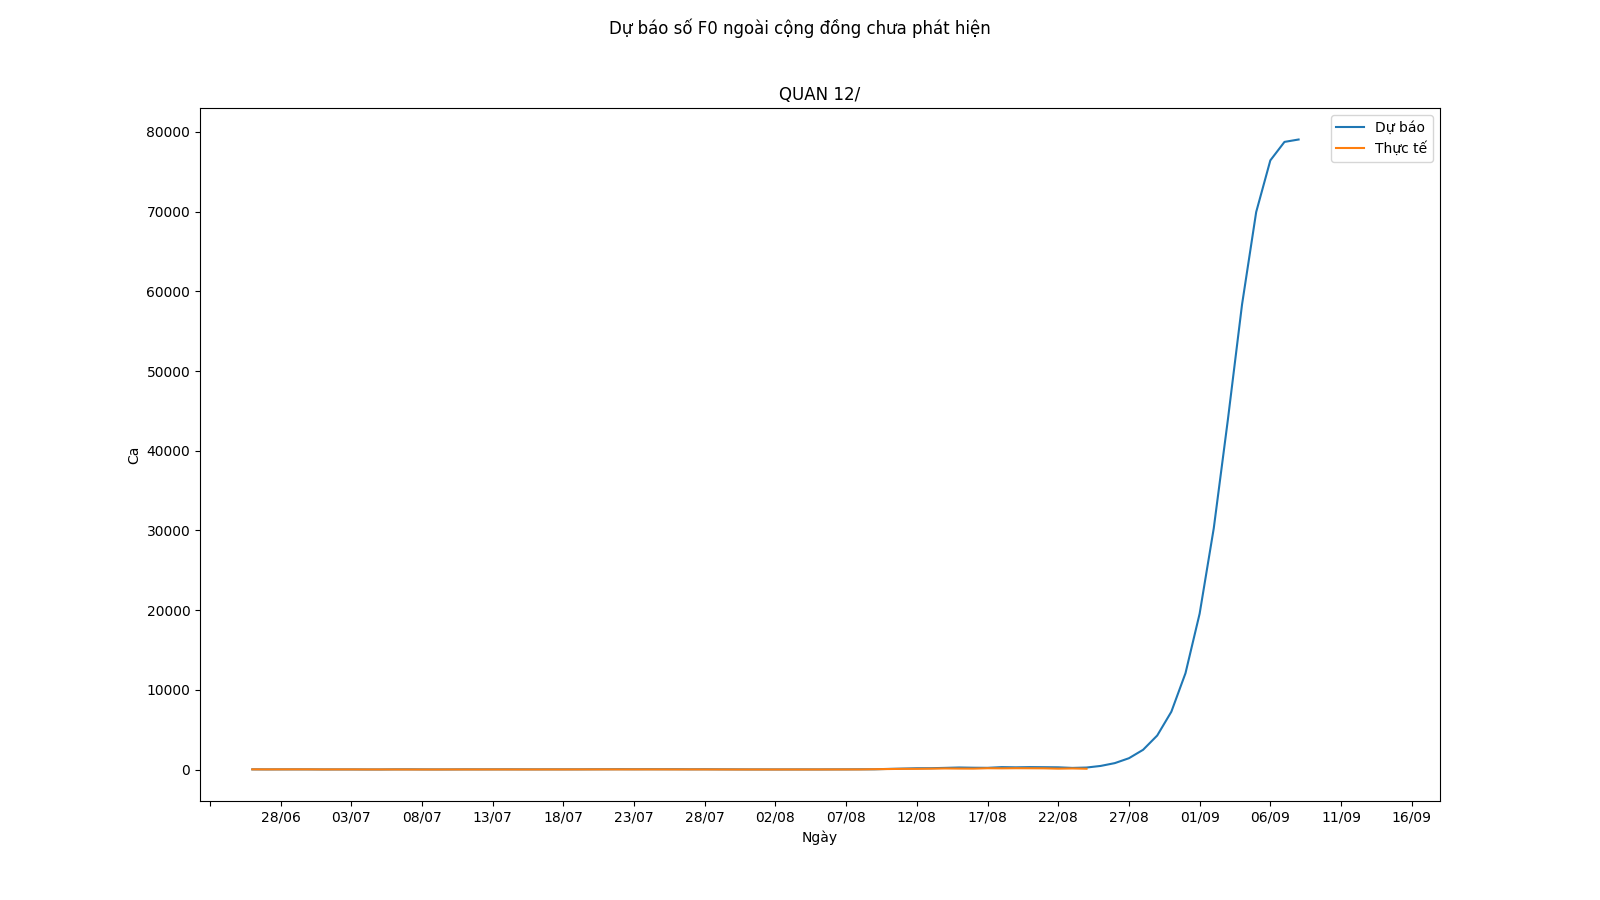 Dự báo số F0 ngoài cộng đồng chưa phát hiện
QUAN 12/
Dự báo
Thực tế
80000
70000
60000
50000
40000
30000
20000
10000
0
Ca
28/06 03/07 08/07 13/07 18/07 23/07 28/07 02/08 07/08 12/08 17/08 22/08 27/08 01/09 06/09 11/09 16/09
Ngày